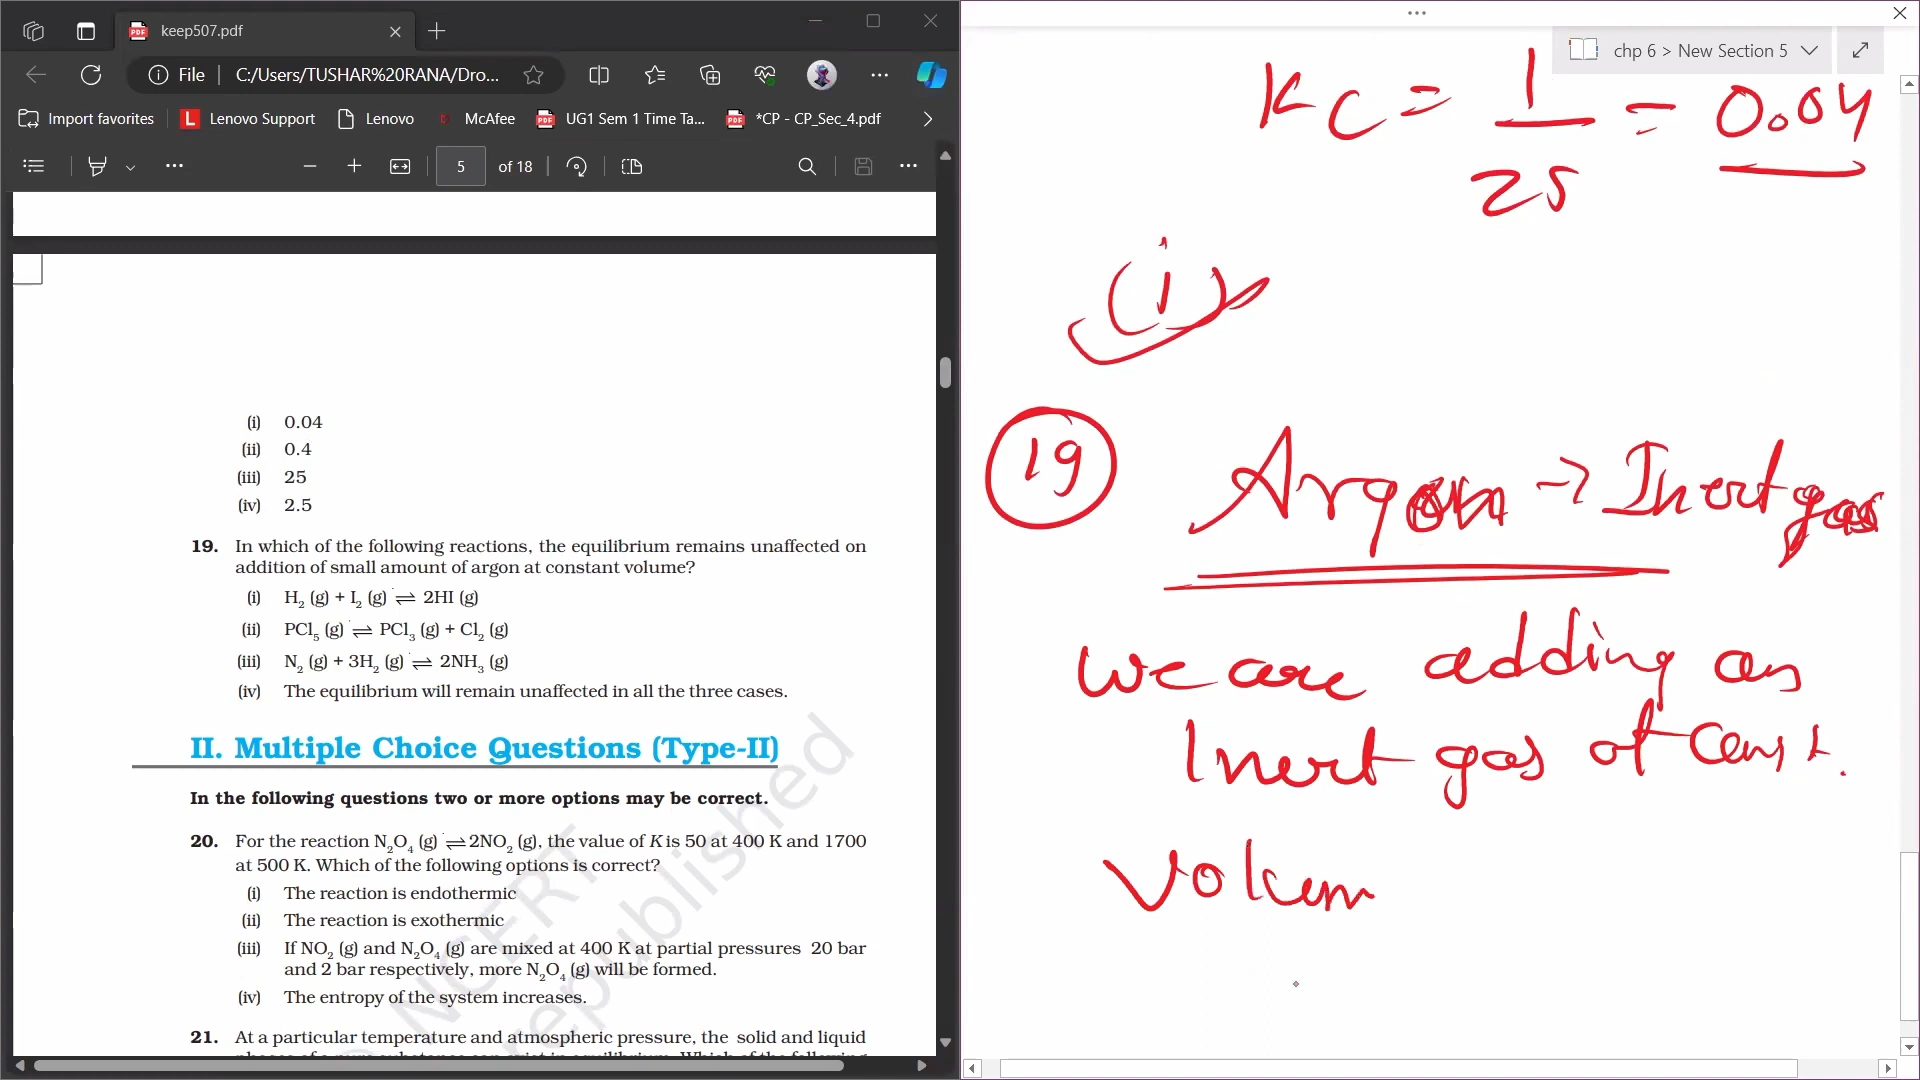 keep507.pdf
File
C:/Users/TUSHAR%20RANA/Dro...
Import favorites
L Lenovo Support
Lenovo
McAfee
UG1 Sem 1 Time Ta...
*CP - CP_Sec_4.pdf
5 of 18
(i) 0.04
(ii) 0.4
(iii) 25
(iv) 2.5
19. In which of the following reactions, the equilibrium remains unaffected on
addition of small amount of argon at constant volume?
(i) H₂ (g) + I₂ (g) ⇌ 2HI (g)
(ii) PCl₅ (g) ⇌ PCl₃ (g) + Cl₂ (g)
(iii) N₂ (g) + 3H₂ (g) ⇌ 2NH₃ (g)
(iv) The equilibrium will remain unaffected in all the three cases.
II. Multiple Choice Questions (Type-II)
In the following questions two or more options may be correct.
20. For the reaction N₂O₄ (g) ⇌ 2NO₂ (g), the value of K is 50 at 400 K and 1700
at 500 K. Which of the following options is correct?
(i) The reaction is endothermic
(ii) The reaction is exothermic
(iii) If NO₂ (g) and N₂O₄ (g) are mixed at 400 K at partial pressures 20 bar
and 2 bar respectively, more N₂O₄ (g) will be formed.
(iv) The entropy of the system increases.
21. At a particular temperature and atmospheric pressure, the solid and liquid
NCERT
republished
chp 6 > New Section 5
Kc = 1/25 = 0.04
(i)
19 Argon → Inert gas
We are adding an
Inert gas at Const.
Volum